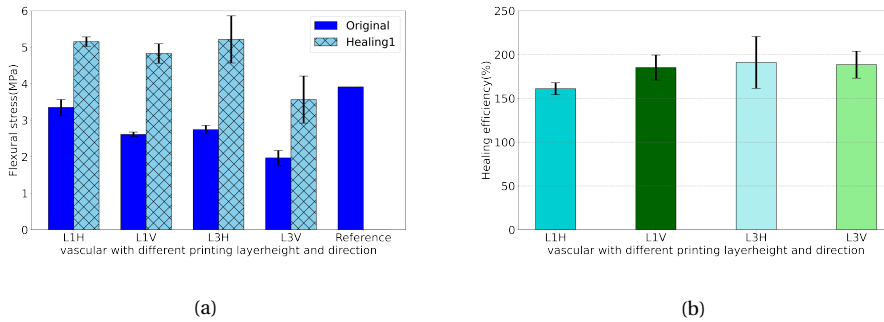 6
5
4
3
2
1
0
Flexural stress(MPa)
Original
Healing1
L1H L1V L3H L3V Reference
vascular with different printing layerheight and direction
(a)
250
200
150
100
50
0
Healing efficiency(%)
L1H L1V L3H L3V
vascular with different printing layerheight and direction
(b)